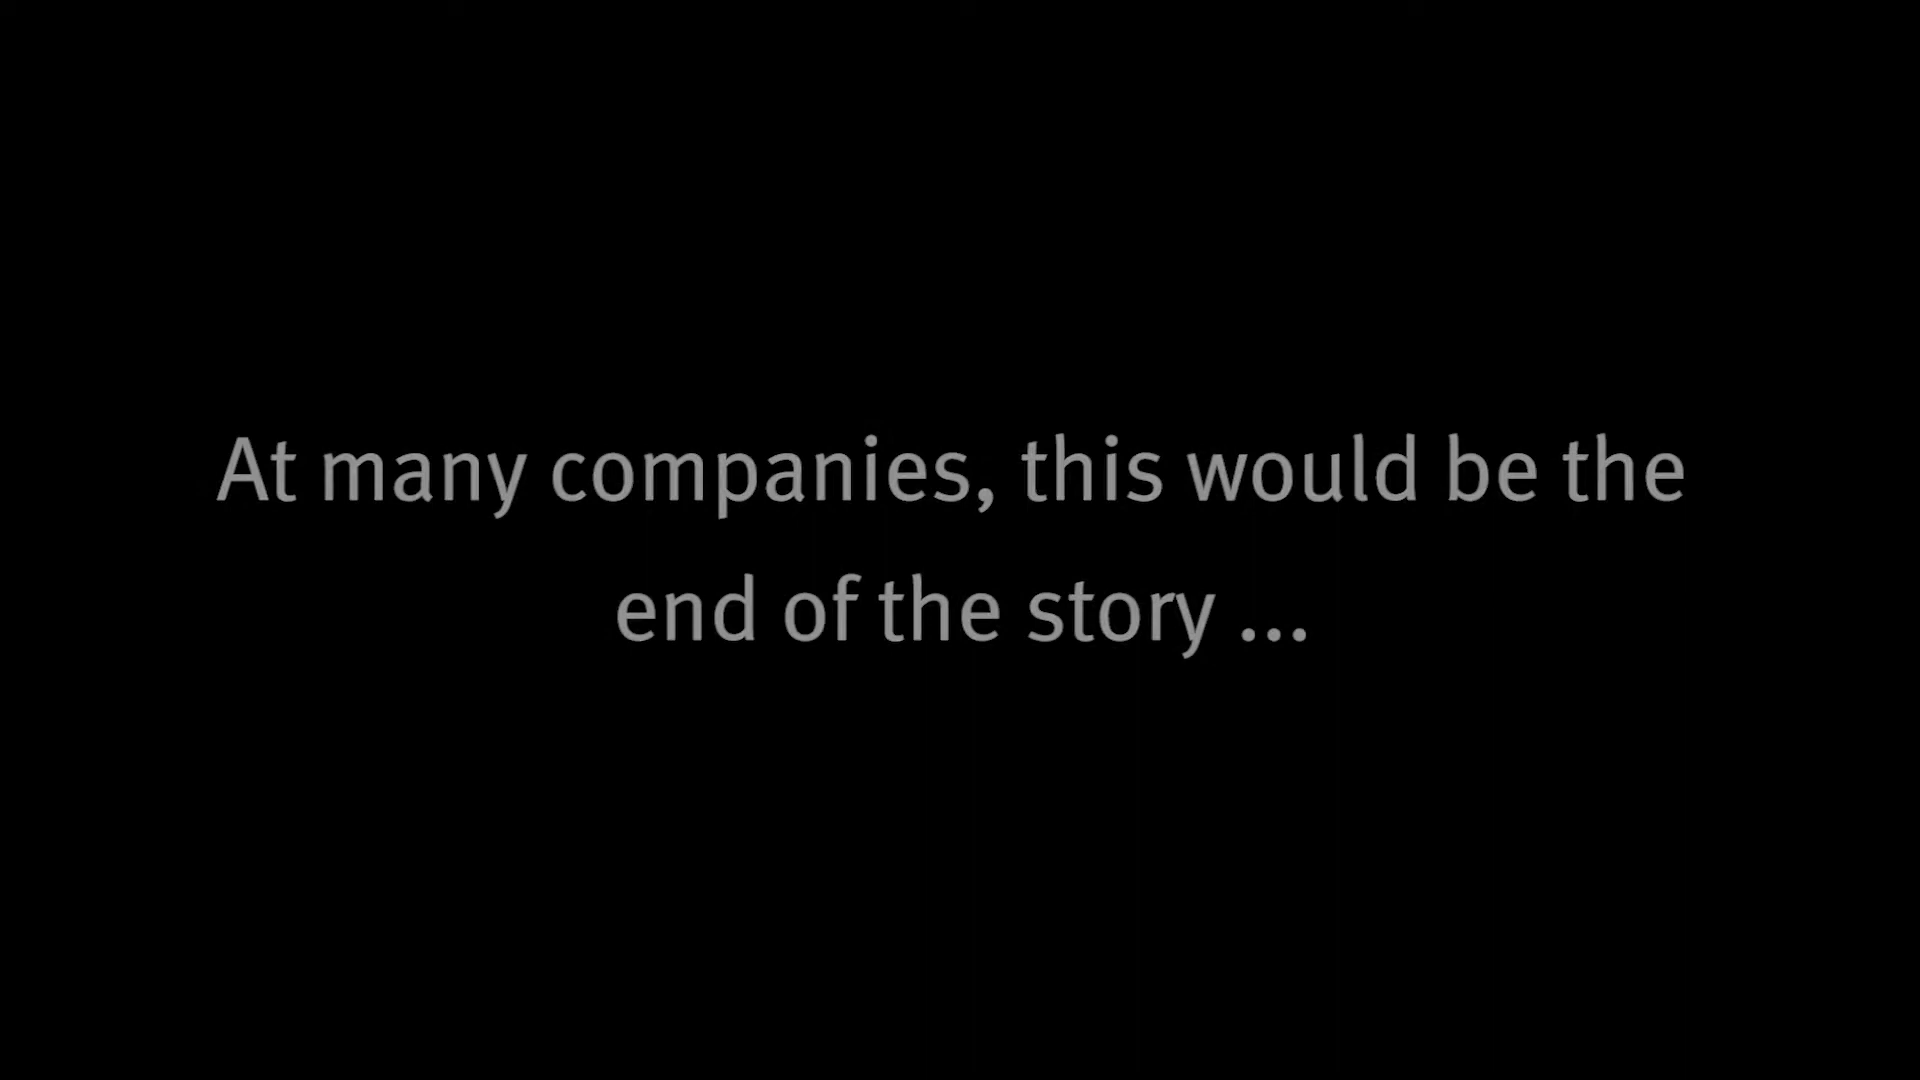 At many companies, this would be the
end of the story ...